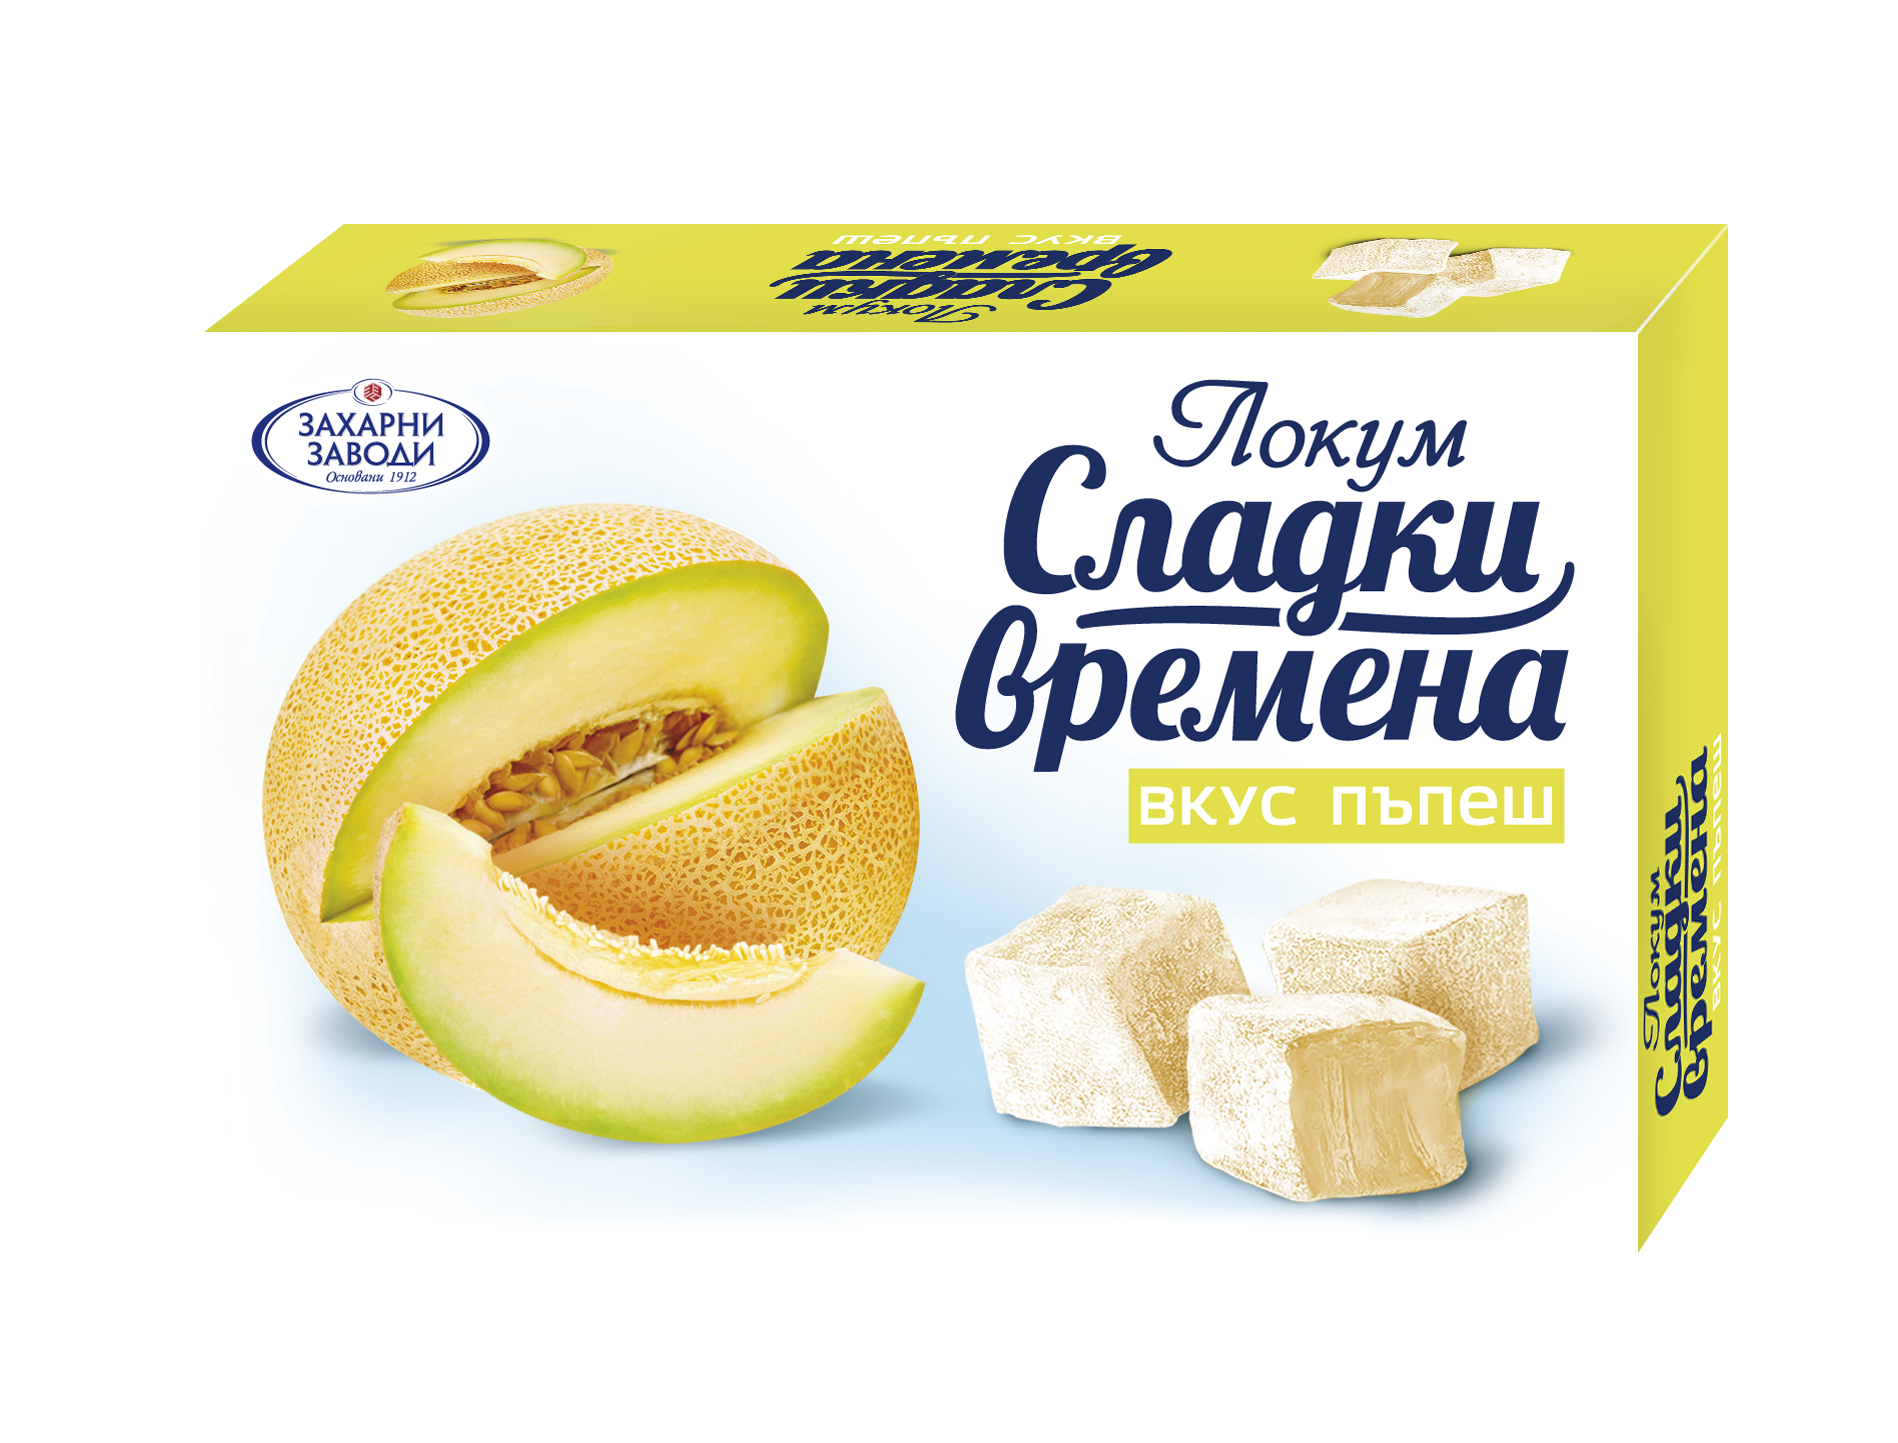 вкус пъпеш
времена
Сладки
Локум
ЗАХАРНИ
ЗАВОДИ
Основани 1912
Локум
Сладки
времена
вкус пъпеш
Локум
Сладки
времена
вкус пъпеш